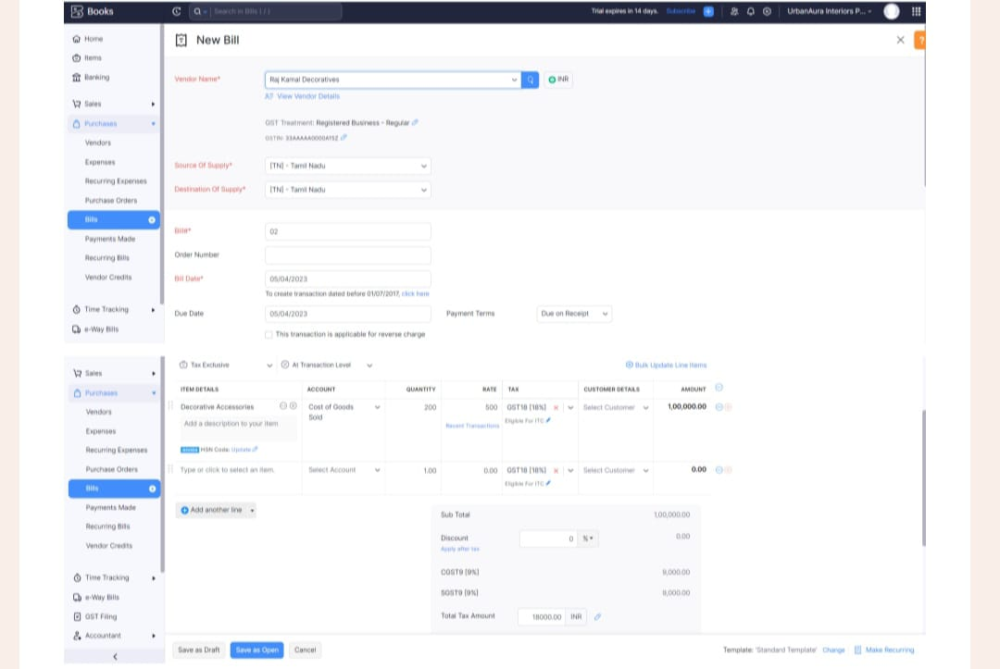 Books
Search in Bills ( / )
Trial expires in 14 days. Subscribe
UrbanAura Interiors P...
Home
Items
Banking
Sales
Purchases
Vendors
Expenses
Recurring Expenses
Purchase Orders
Bills
Payments Made
Recurring Bills
Vendor Credits
Time Tracking
e-Way Bills
New Bill
?
Vendor Name*
Raj Kamal Decoratives
INR
View Vendor Details
GST Treatment: Registered Business - Regular
GSTIN: 33AAAAA0000A1SZ
Source Of Supply*
[TN] - Tamil Nadu
Destination Of Supply*
[TN] - Tamil Nadu
Bill#*
02
Order Number
Bill Date*
05/04/2023
To create transaction dated before 01/07/2017, click here
Due Date
05/04/2023
Payment Terms
Due on Receipt
This transaction is applicable for reverse charge
Sales
Purchases
Vendors
Expenses
Recurring Expenses
Purchase Orders
Bills
Payments Made
Recurring Bills
Vendor Credits
Time Tracking
e-Way Bills
GST Filing
Accountant
Tax Exclusive
At Transaction Level
Bulk Update Line Items
ITEM DETAILS ACCOUNT QUANTITY RATE TAX CUSTOMER DETAILS AMOUNT
Decorative Accessories Cost of Goods 200 500 GST18 [18%] Select Customer 1,00,000.00
Sold
Add a description to your item
Recent Transactions
Eligible For ITC
HSN Code: Update
Type or click to select an item. Select Account 1.00 0.00 GST18 [18%] Select Customer 0.00
Eligible For ITC
Add another line
Sub Total 1,00,000.00
Discount 0 % 0.00
Apply after tax
CGST9 [9%] 9,000.00
SGST9 [9%] 9,000.00
Total Tax Amount 18000.00 INR
Save as Draft
Save as Open
Cancel
Template: 'Standard Template' Change
Make Recurring